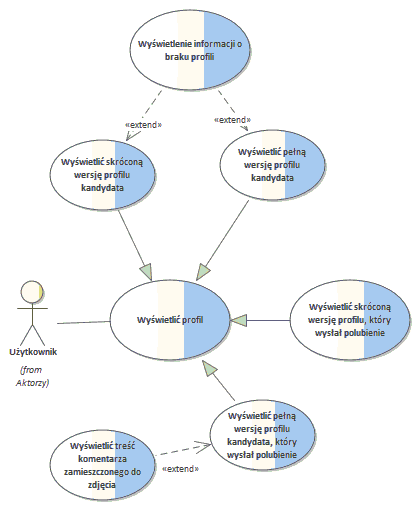 Wyświetlenie informacji o
braku profili
«extend»
«extend»
Wyświetlić skróconą
wersję profilu
kandydata
Wyświetlić pełną
wersję profilu
kandydata
Wyświetlić profil
Wyświetlić skróconą
wersję profilu, który
wysłał polubienie
Użytkownik
(from
Aktorzy)
Wyświetlić pełną
wersję profilu
kandydata, który
wysłał polubienie
Wyświetlić treść
komentarza
zamieszczonego do
zdjęcia
«extend»